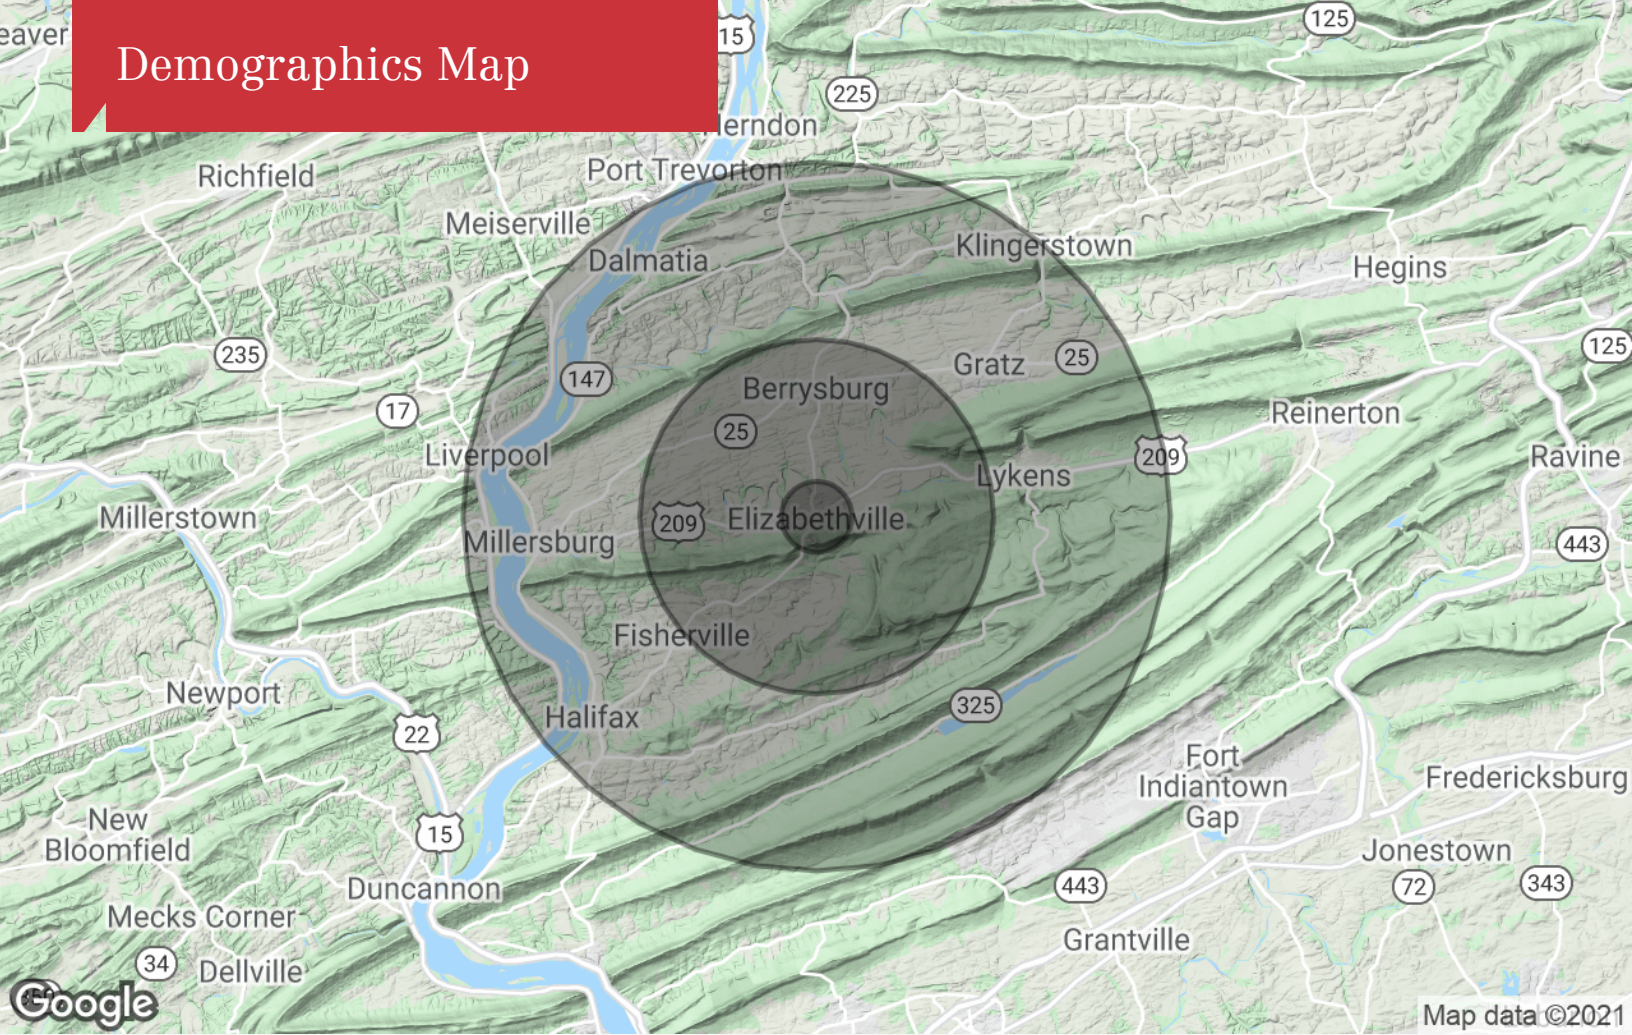 Demographics Map
125
eaver
15
225
Herndon
Port Trevorton
Richfield
Meiserville
Klingerstown
Dalmatia
Hegins
125
235
Gratz
25
147
Berrysburg
17
Reinerton
25
Liverpool
209
Ravine
Lykens
Millerstown
209
Elizabethville
Millersburg
443
Fisherville
Newport
325
Halifax
22
Fort
Indiantown
Gap
Fredericksburg
New
Bloomfield
15
Jonestown
Duncannon
443
72
343
Mecks Corner
Grantville
34
Dellville
Google
Map data ©2021